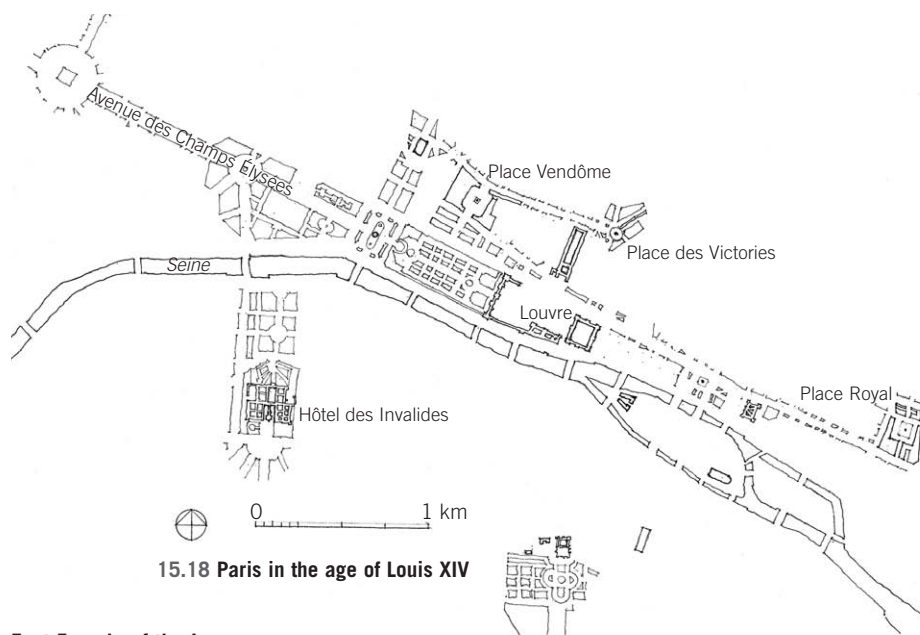 Avenue des Champs Élysées
Place Vendôme
Place des Victories
Seine
Louvre
Place Royal
Hôtel des Invalides
0 1 km
15.18 Paris in the age of Louis XIV